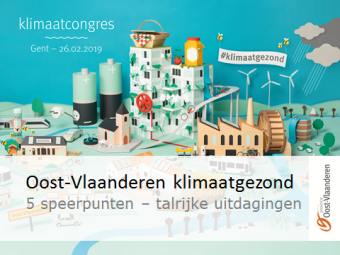 klimaatcongres
Gent – 26.02.2019
#klimaatgezond
Oost-Vlaanderen klimaatgezond
5 speerpunten – talrijke uitdagingen
Oost-Vlaanderen